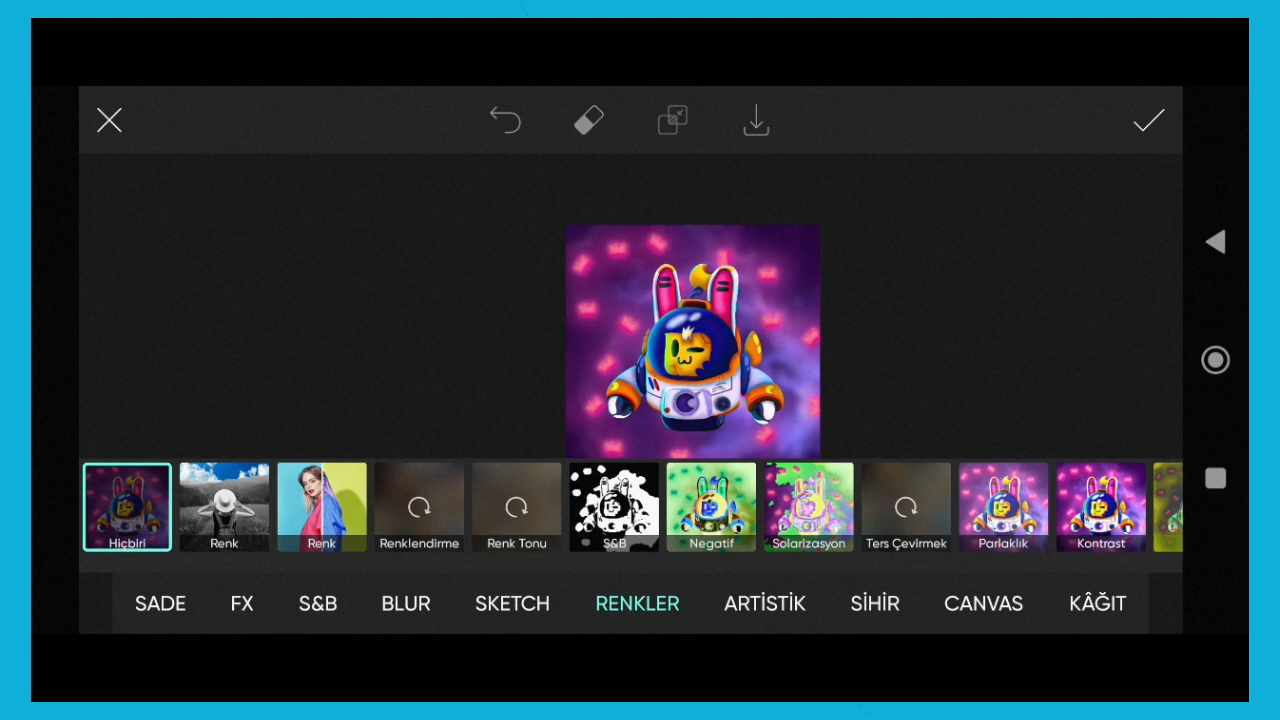 Hiçbiri
Renk
Renk
Renklendirme
Renk Tonu
S&B
Negatif
Solarizasyon
Ters Çevirmek
Parlaklık
Kontrast
SADE
FX
S&B
BLUR
SKETCH
RENKLER
ARTİSTİK
SİHİR
CANVAS
KÂĞIT